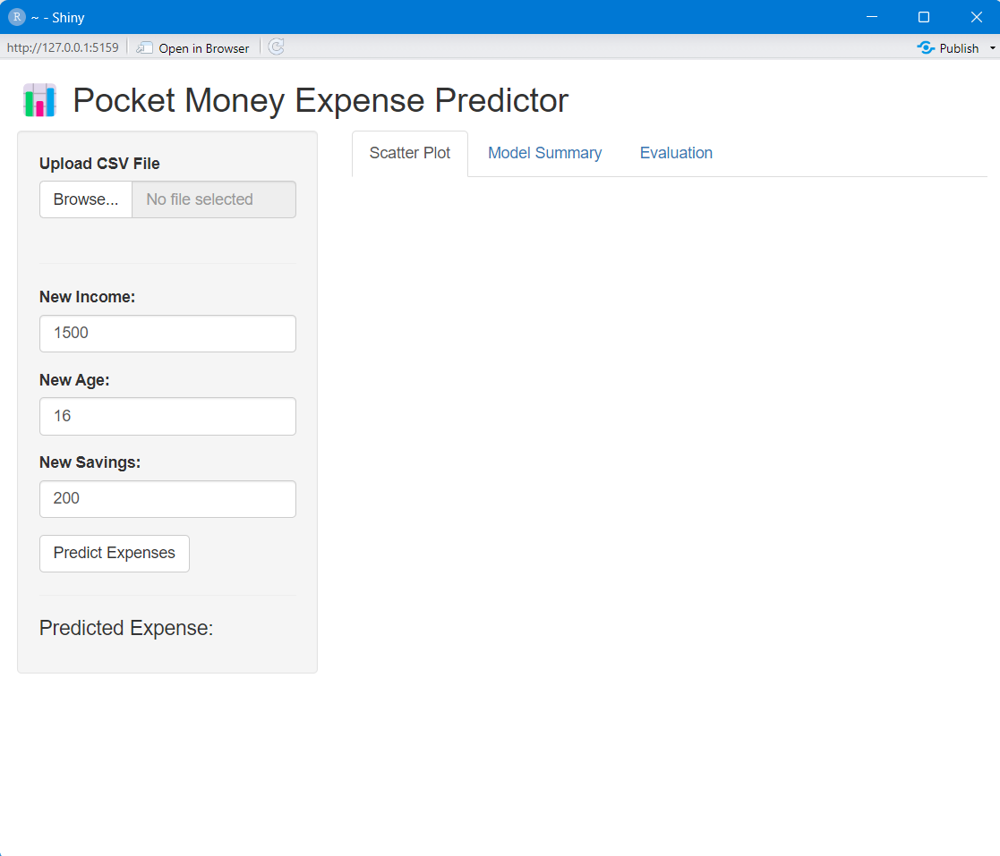 R ~ - Shiny
http://127.0.0.1:5159 Open in Browser Publish
Pocket Money Expense Predictor
Upload CSV File
Browse... No file selected
Scatter Plot Model Summary Evaluation
New Income:
1500
New Age:
16
New Savings:
200
Predict Expenses
Predicted Expense: